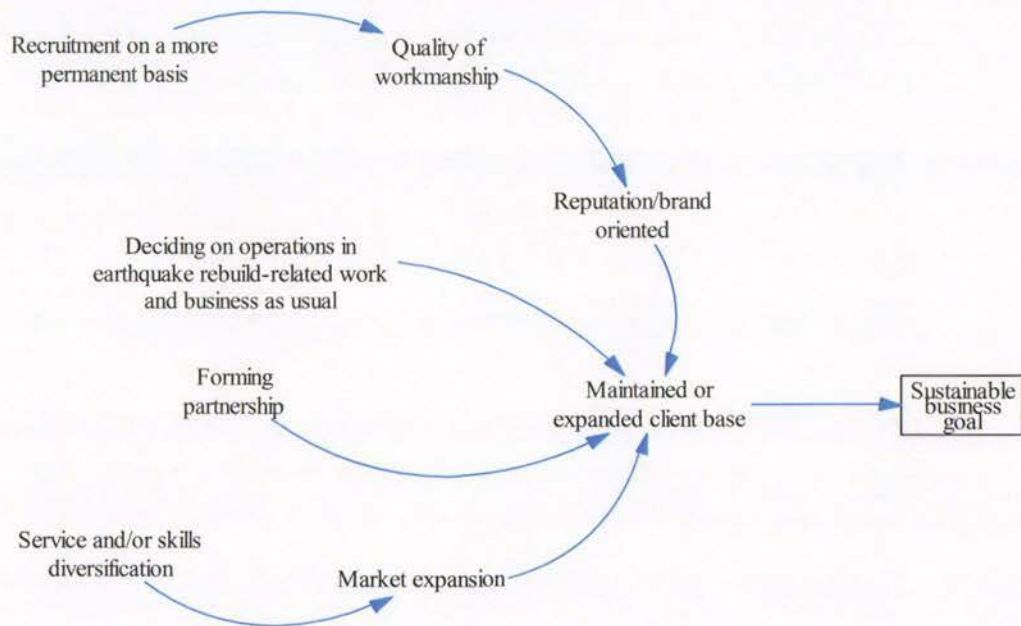 Recruitment on a more
permanent basis
Quality of
workmanship
Reputation/brand
oriented
Deciding on operations in
earthquake rebuild-related work
and business as usual
Forming
partnership
Maintained or
expanded client base
Sustainable
business
goal
Service and/or skills
diversification
Market expansion